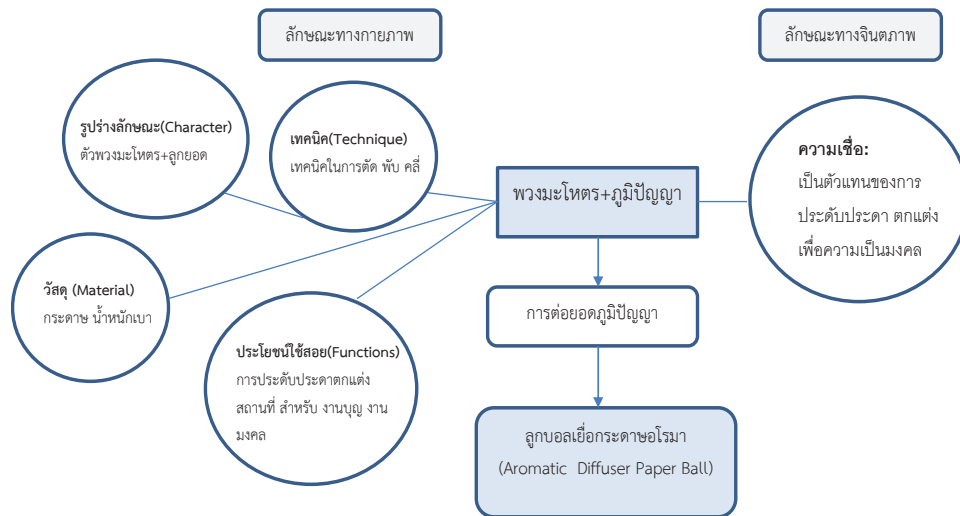 ลักษณะทางกายภาพ
ลักษณะทางจินตภาพ
รูปร่างลักษณะ(Character)
ตัวพวงมะโหตร+ลูกยอด
เทคนิค(Technique)
เทคนิคในการตัด พับ คลี่
ความเชื่อ:
เป็นตัวแทนของการ
ประดับประดา ตกแต่ง
เพื่อความเป็นมงคล
พวงมะโหตร+ภูมิปัญญา
วัสดุ (Material)
กระดาษ น้ำหนักเบา
การต่อยอดภูมิปัญญา
ประโยชน์ใช้สอย(Functions)
การประดับประดาตกแต่ง
สถานที่ สำหรับ งานบุญ งาน
มงคล
ลูกบอลเยื่อกระดาษอโรมา
(Aromatic Diffuser Paper Ball)